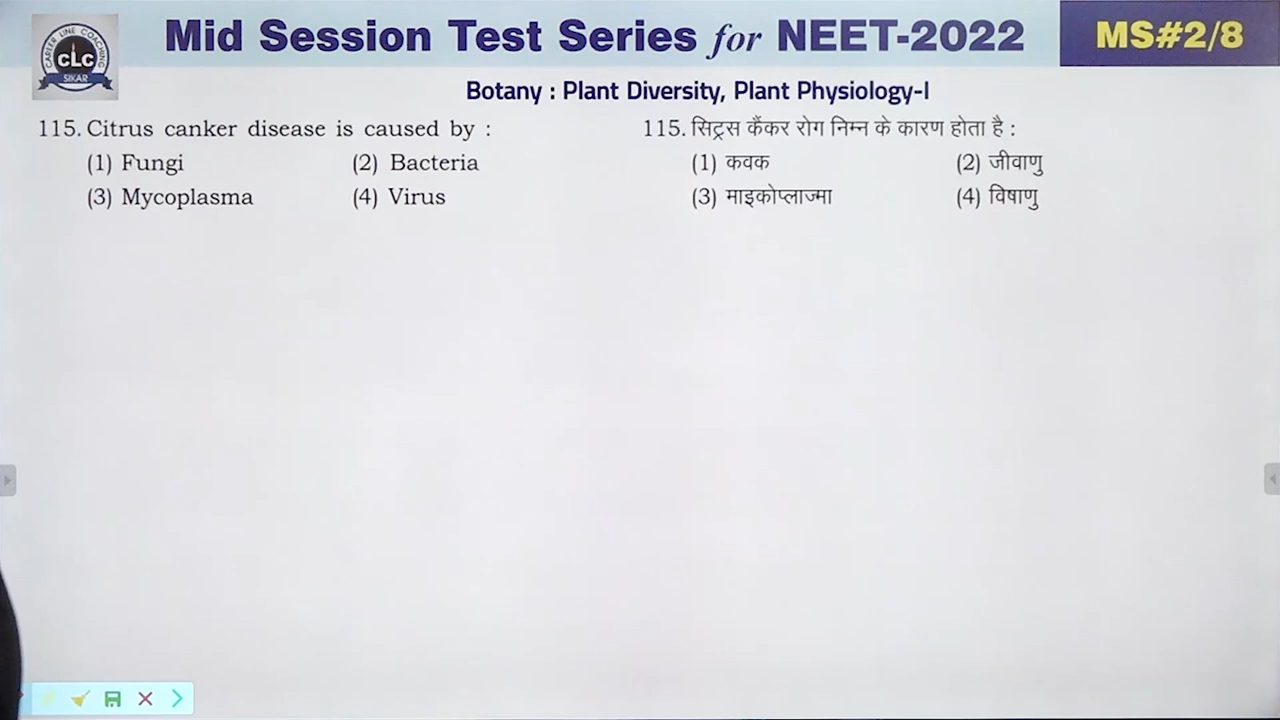 CAREER LINE COACHING
CLC
SIKAR
Mid Session Test Series for NEET-2022
MS#2/8
Botany : Plant Diversity, Plant Physiology-I
115. Citrus canker disease is caused by :
(1) Fungi (2) Bacteria
(3) Mycoplasma (4) Virus
115. सिट्रस कैंकर रोग निम्न के कारण होता है :
(1) कवक (2) जीवाणु
(3) माइकोप्लाज्मा (4) विषाणु